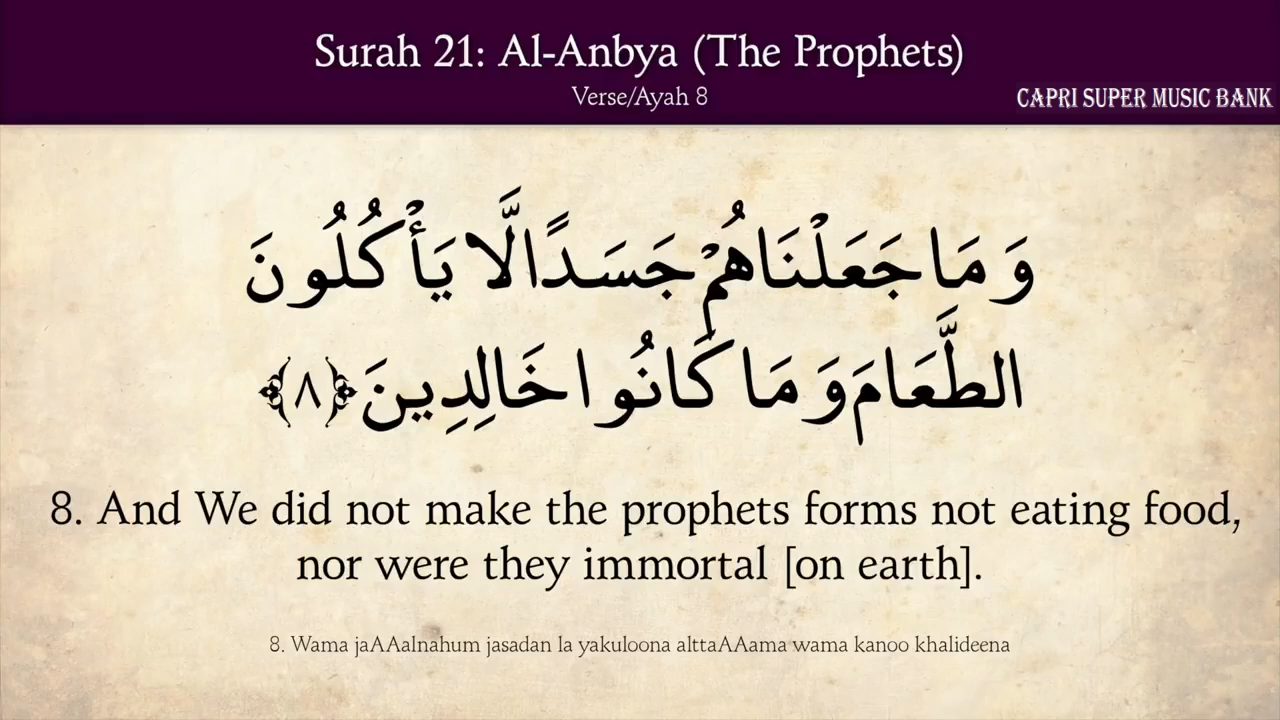 Surah 21: Al-Anbya (The Prophets)
Verse/Ayah 8
CAPRI SUPER MUSIC BANK
وَمَا جَعَلْنَاهُمْ جَسَدًا لَّا يَأْكُلُونَ
الطَّعَامَ وَمَا كَانُوا خَالِدِينَ ﴿٨﴾
8. And We did not make the prophets forms not eating food,
nor were they immortal [on earth].
8. Wama jaAAalnahum jasadan la yakuloona alttaAAama wama kanoo khalideena